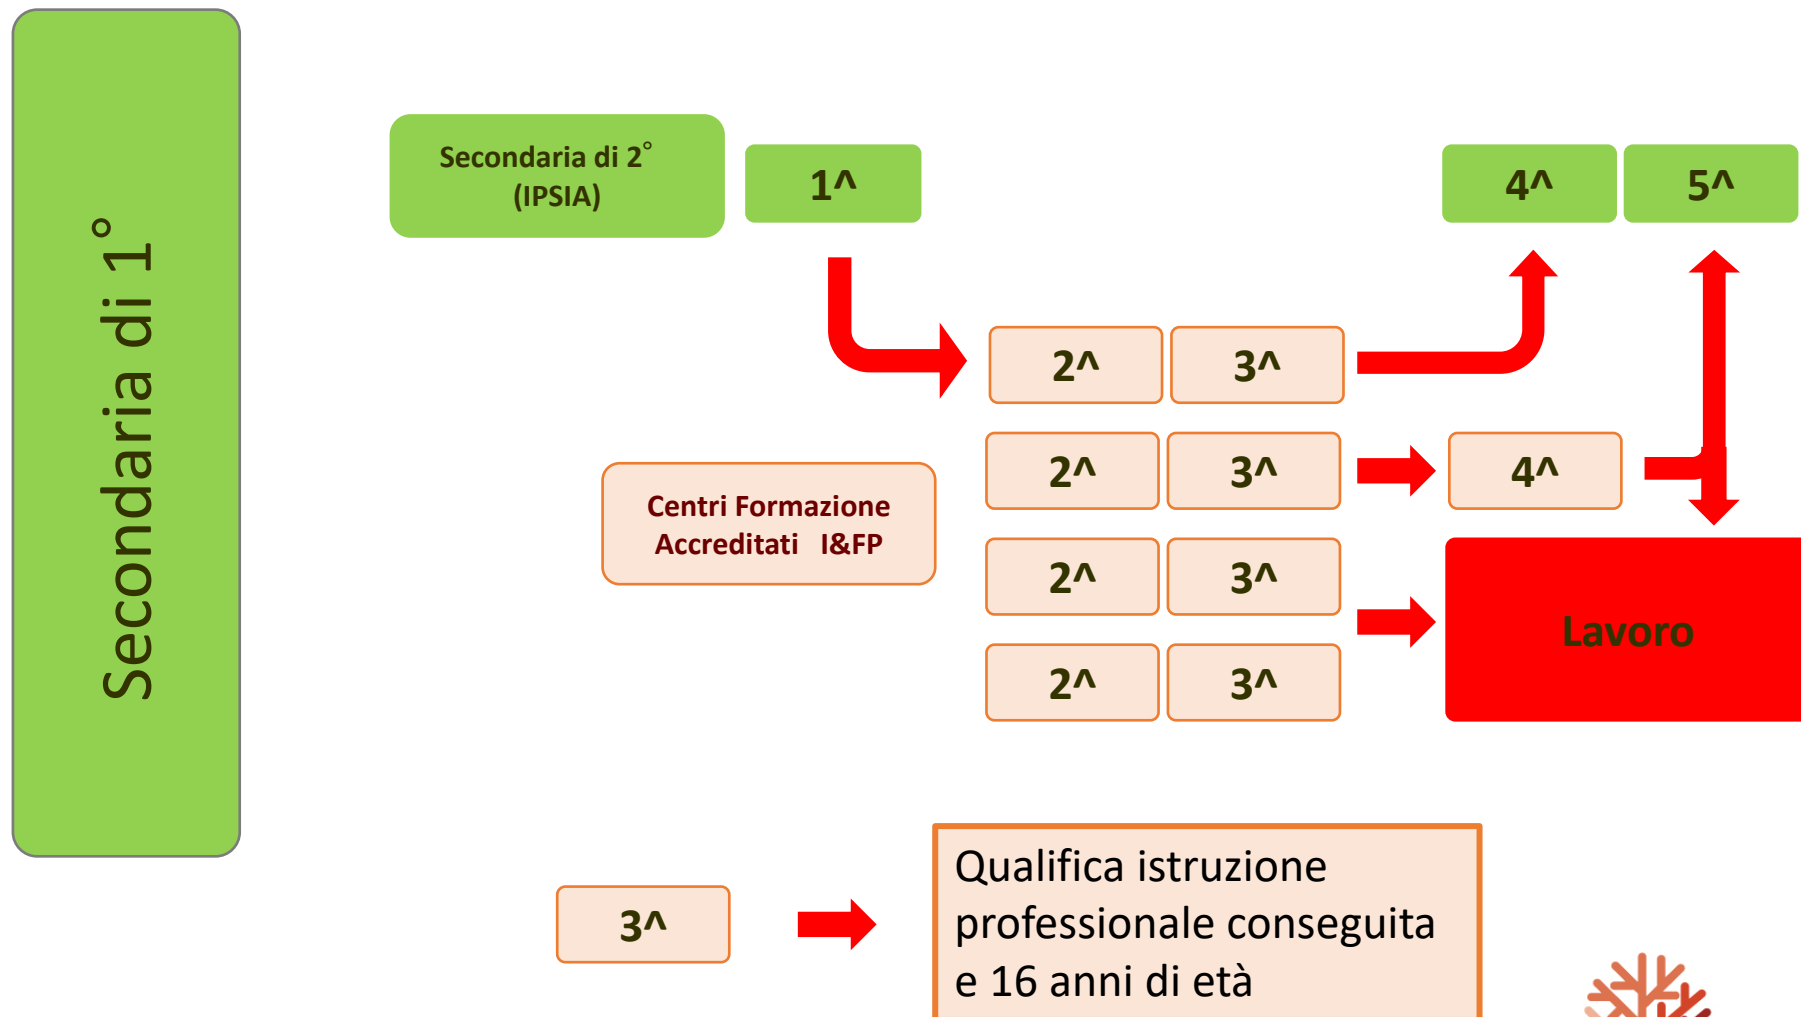 Secondaria di 1°
Secondaria di 2°
(IPSIA)
1^
4^
5^
2^
3^
2^
3^
4^
Centri Formazione
Accreditati I&FP
2^
3^
Lavoro
2^
3^
3^
Qualifica istruzione
professionale conseguita
e 16 anni di età